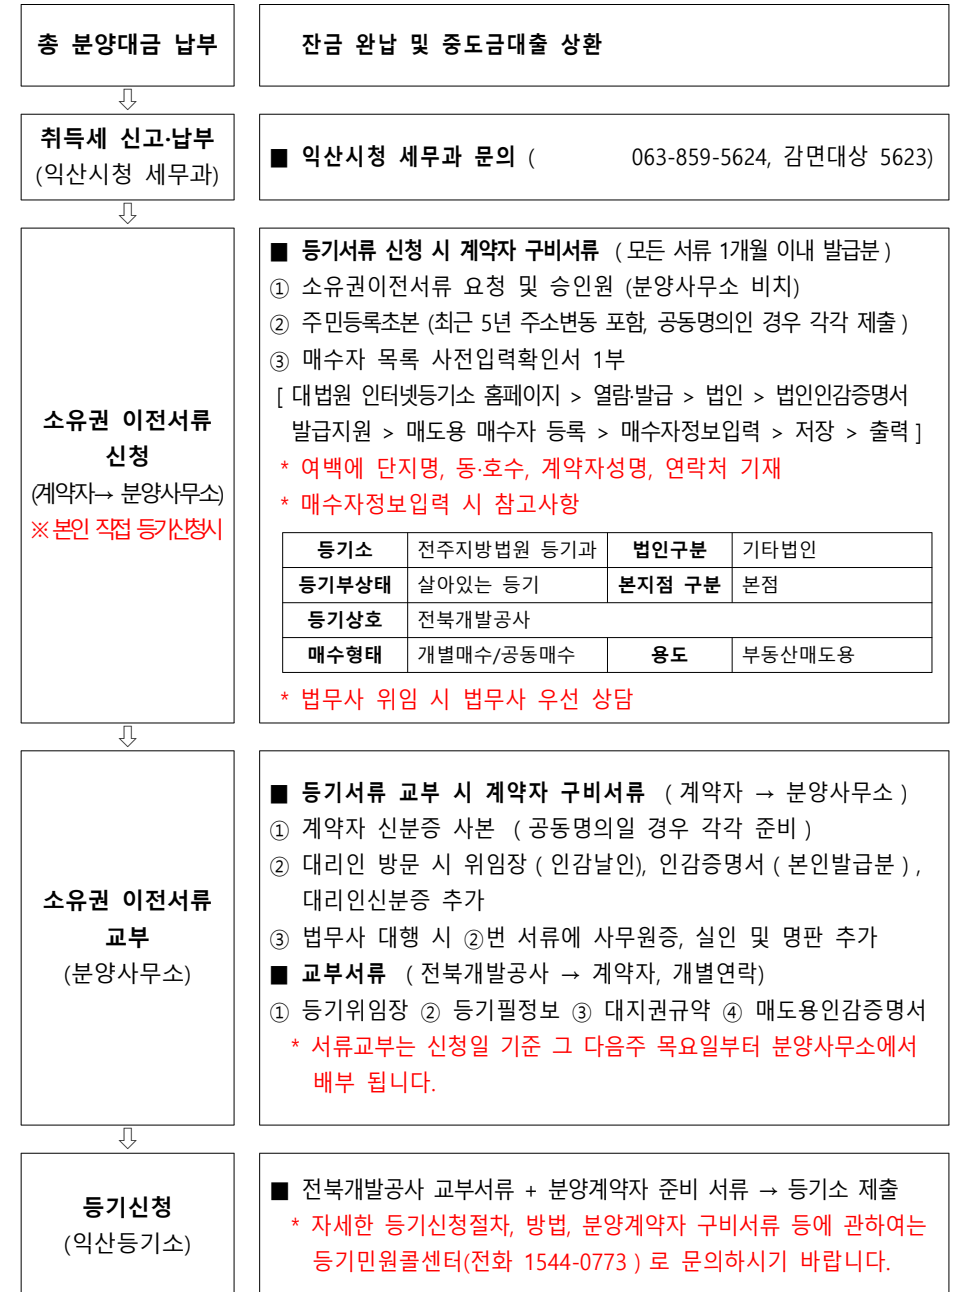 총 분양대금 납부
잔금 완납 및 중도금대출 상환
취득세 신고·납부
(익산시청 세무과)
■ 익산시청 세무과 문의 ( 063-859-5624, 감면대상 5623)
소유권 이전서류
신청
(계약자→ 분양사무소)
※ 본인 직접 등기신청시
■ 등기서류 신청 시 계약자 구비서류 ( 모든 서류 1개월 이내 발급분 )
① 소유권이전서류 요청 및 승인원 (분양사무소 비치)
② 주민등록초본 (최근 5년 주소변동 포함, 공동명의인 경우 각각 제출 )
③ 매수자 목록 사전입력확인서 1부
[ 대법원 인터넷등기소 홈페이지 > 열람·발급 > 법인 > 법인인감증명서
발급지원 > 매도용 매수자 등록 > 매수자정보입력 > 저장 > 출력 ]
* 여백에 단지명, 동·호수, 계약자성명, 연락처 기재
* 매수자정보입력 시 참고사항
등기소 전주지방법원 등기과 법인구분 기타법인
등기부상태 살아있는 등기 본지점 구분 본점
등기상호 전북개발공사
매수형태 개별매수/공동매수 용도 부동산매도용
* 법무사 위임 시 법무사 우선 상담
소유권 이전서류
교부
(분양사무소)
■ 등기서류 교부 시 계약자 구비서류 ( 계약자 → 분양사무소 )
① 계약자 신분증 사본 ( 공동명의일 경우 각각 준비 )
② 대리인 방문 시 위임장 ( 인감날인), 인감증명서 ( 본인발급분 ) ,
대리인신분증 추가
③ 법무사 대행 시 ②번 서류에 사무원증, 실인 및 명판 추가
■ 교부서류 ( 전북개발공사 → 계약자, 개별연락)
① 등기위임장 ② 등기필정보 ③ 대지권규약 ④ 매도용인감증명서
* 서류교부는 신청일 기준 그 다음주 목요일부터 분양사무소에서
배부 됩니다.
등기신청
(익산등기소)
■ 전북개발공사 교부서류 + 분양계약자 준비 서류 → 등기소 제출
* 자세한 등기신청절차, 방법, 분양계약자 구비서류 등에 관하여는
등기민원콜센터(전화 1544-0773 ) 로 문의하시기 바랍니다.